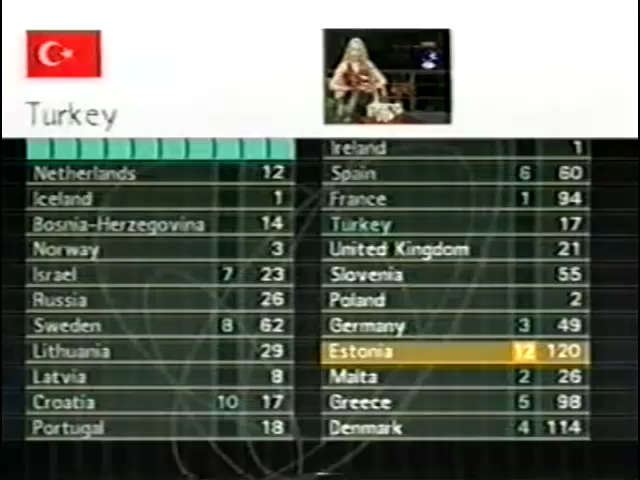 Turkey
Netherlands 12
Iceland 1
Bosnia-Herzegovina 14
Norway 3
Israel 7 23
Russia 26
Sweden 8 62
Lithuania 29
Latvia 8
Croatia 10 17
Portugal 18
Ireland 1
Spain 6 60
France 1 94
Turkey 17
United Kingdom 21
Slovenia 55
Poland 2
Germany 3 49
Estonia 12 120
Malta 2 26
Greece 5 98
Denmark 4 114